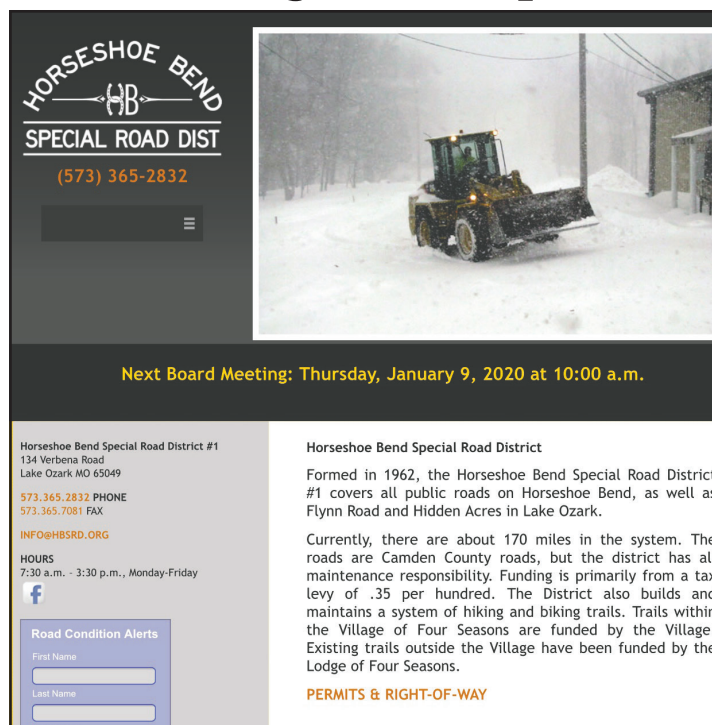 HORSESHOE BEND
HB
SPECIAL ROAD DIST
(573) 365-2832
Next Board Meeting: Thursday, January 9, 2020 at 10:00 a.m.
Horseshoe Bend Special Road District #1
134 Verbena Road
Lake Ozark MO 65049
573.365.2832 PHONE
573.365.7081 FAX
INFO@HBSRD.ORG
HOURS
7:30 a.m. - 3:30 p.m., Monday-Friday
f
Road Condition Alerts
First Name
Last Name
Horseshoe Bend Special Road District
Formed in 1962, the Horseshoe Bend Special Road District
#1 covers all public roads on Horseshoe Bend, as well as
Flynn Road and Hidden Acres in Lake Ozark.
Currently, there are about 170 miles in the system. The
roads are Camden County roads, but the district has al
maintenance responsibility. Funding is primarily from a tax
levy of .35 per hundred. The District also builds and
maintains a system of hiking and biking trails. Trails within
the Village of Four Seasons are funded by the Village
Existing trails outside the Village have been funded by the
Lodge of Four Seasons.
PERMITS & RIGHT-OF-WAY